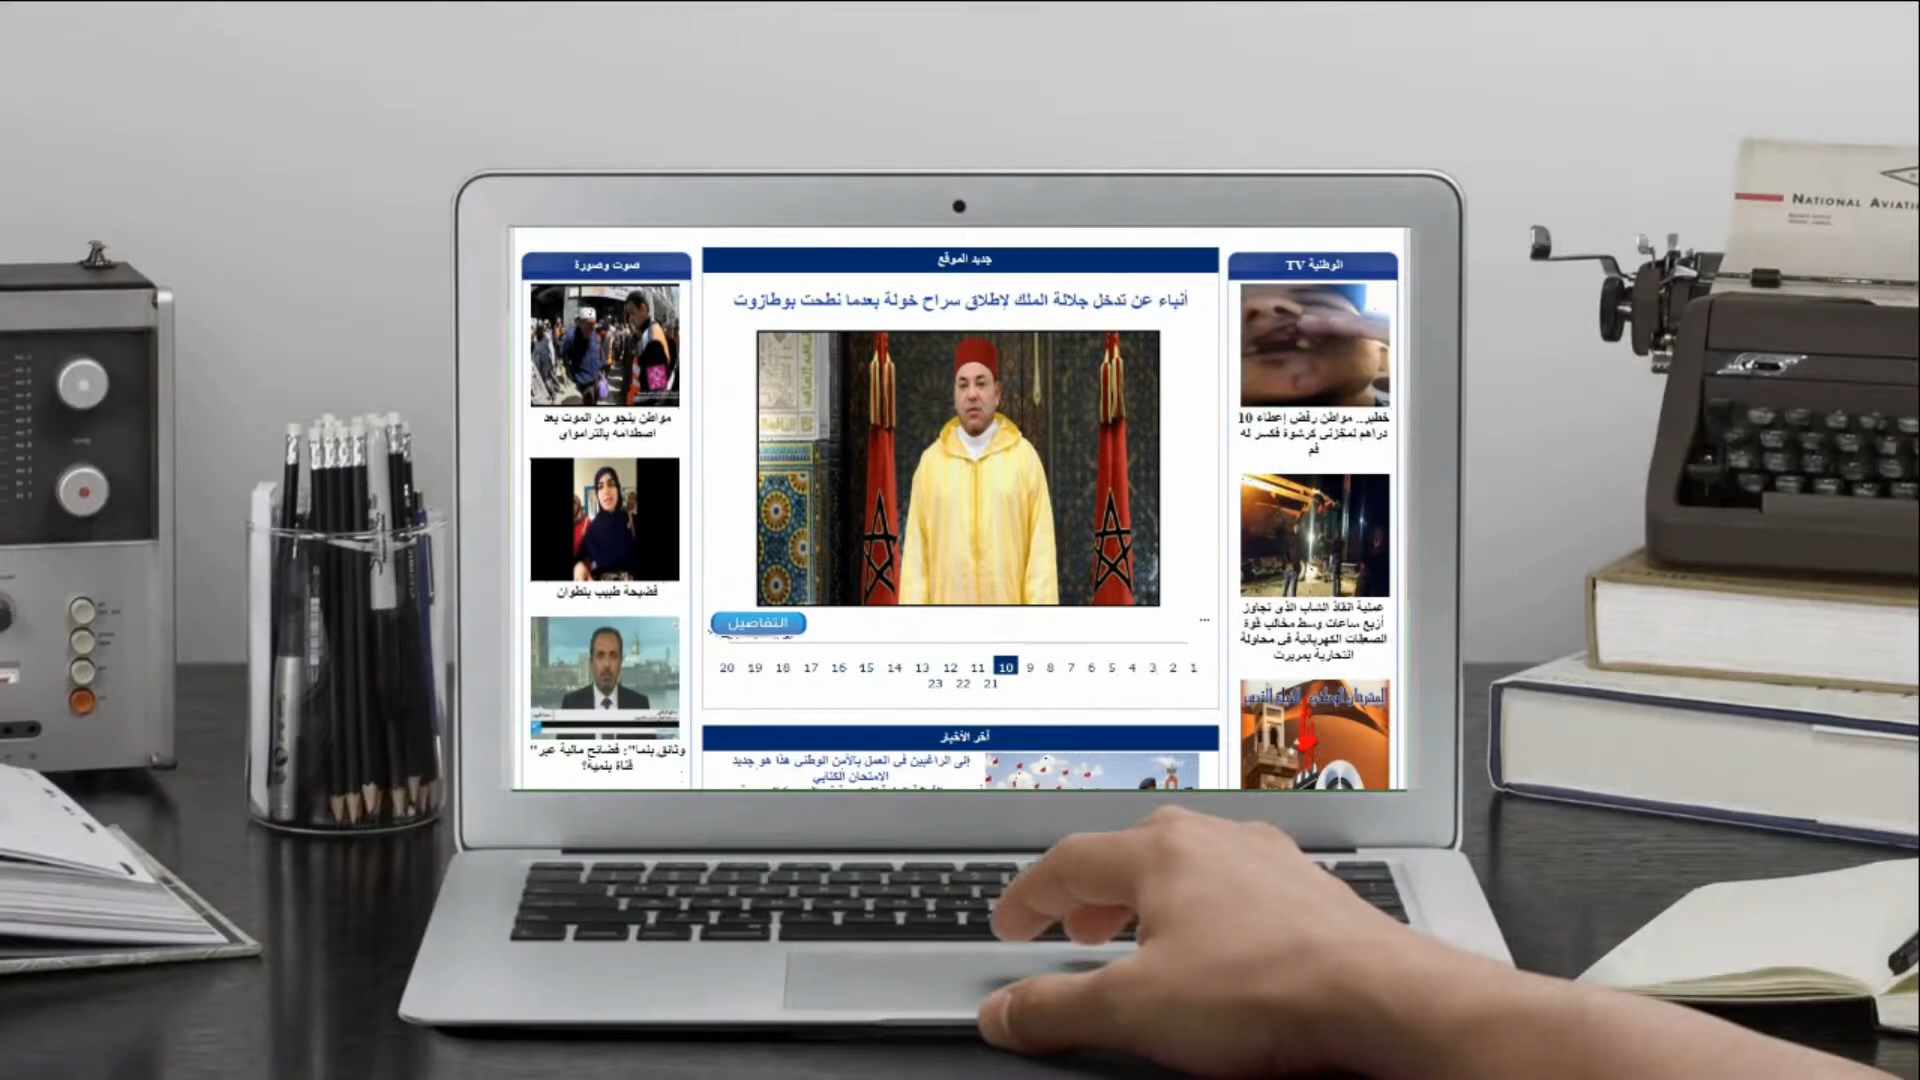 NATIONAL AVIATI
صوت وصورة
مواطن ينجو من الموت بعد
اصطدامه بالترامواي
فضيحة طبيب بتطوان
"وثائق بنما": فضائح مالية عبر
قناة بنمية؟
جديد الموقع
أنباء عن تدخل جلالة الملك لإطلاق سراح خولة بعدما نطحت بوطازوت
...
التفاصيل
1 2 3 4 5 6 7 8 9 10 11 12 13 14 15 16 17 18 19 20
21 22 23
أخر الأخبار
إلى الراغبين في العمل بالأمن الوطني هذا هو جديد
الامتحان الكتابي
الوطنية TV
خطير.. مواطن رفض إعطاء 10
دراهم لمخزني كرشوة فكسر له
فم
عملية انقاذ الشاب الذي تجاوز
أربع ساعات وسط مخالب قوة
الصعقات الكهربائية في محاولة
انتحارية بمريرت